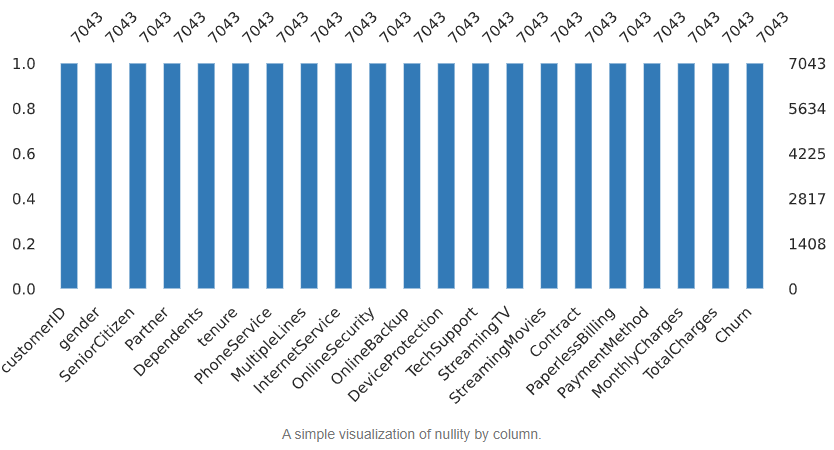 7043 7043 7043 7043 7043 7043 7043 7043 7043 7043 7043 7043 7043 7043 7043 7043 7043 7043 7043 7043 7043
1.0 7043
0.8 5634
0.6 4225
0.4 2817
0.2 1408
0.0 0
customerID gender SeniorCitizen Partner Dependents tenure PhoneService MultipleLines InternetService OnlineSecurity OnlineBackup DeviceProtection TechSupport StreamingTV StreamingMovies Contract PaperlessBilling PaymentMethod MonthlyCharges TotalCharges Churn
A simple visualization of nullity by column.